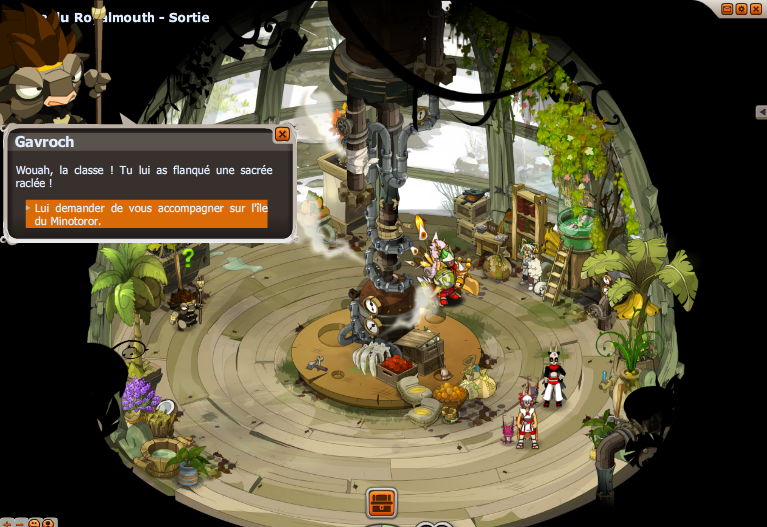 du Royalmouth - Sortie
Gavroch
Wouah, la classe ! Tu lui as flanqué une sacrée
raclée !
Lui demander de vous accompagner sur l'île
du Minotoror.
?